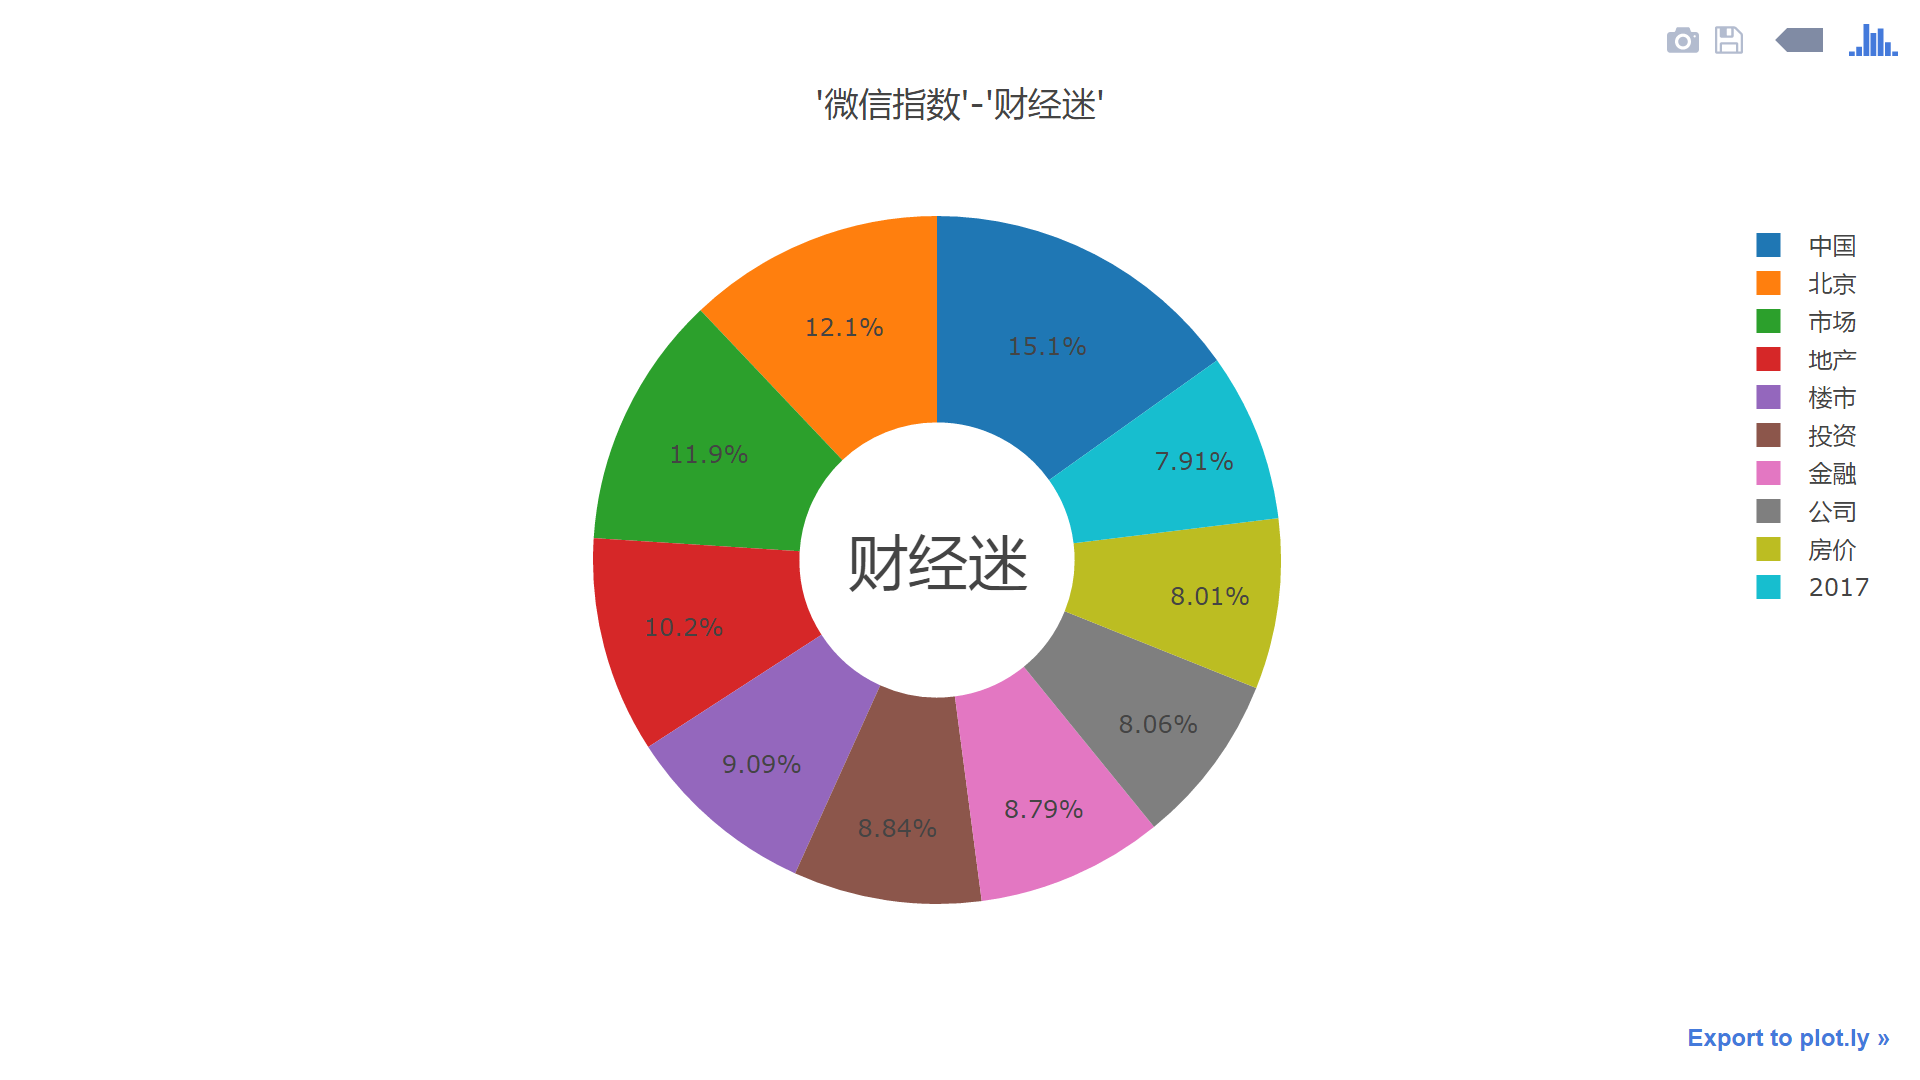 '微信指数'-'财经迷'
12.1%
15.1%
11.9%
7.91%
财经迷
8.01%
10.2%
8.06%
9.09%
8.79%
8.84%
中国
北京
市场
地产
楼市
投资
金融
公司
房价
2017
Export to plot.ly »